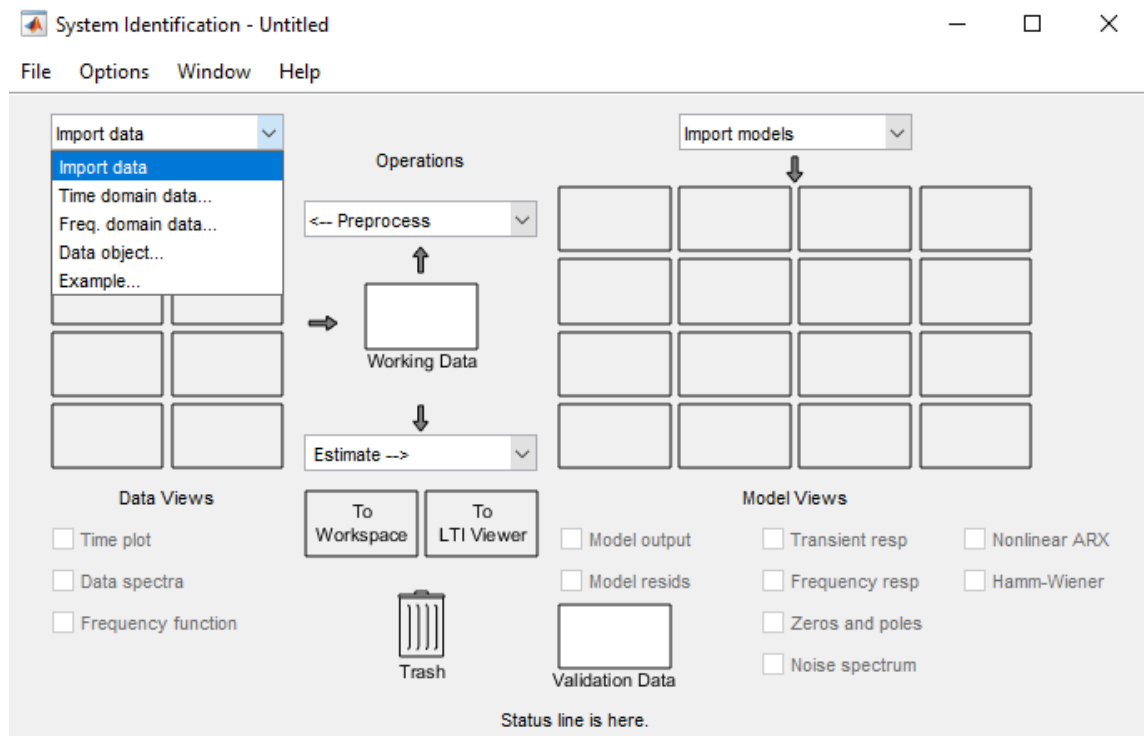 System Identification - Untitled
File Options Window Help
Import data
Import data
Time domain data...
Freq. domain data...
Data object...
Example...
Operations
<-- Preprocess
Working Data
Estimate -->
To Workspace
To LTI Viewer
Import models
Data Views
Time plot
Data spectra
Frequency function
Trash
Model Views
Model output
Model resids
Transient resp
Frequency resp
Zeros and poles
Noise spectrum
Nonlinear ARX
Hamm-Wiener
Validation Data
Status line is here.